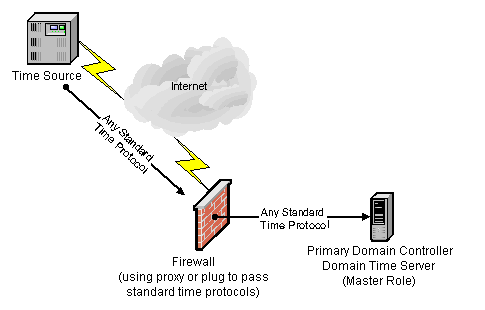 Time Source
Internet
Any Standard
Time Protocol
Any Standard
Time Protocol
Firewall
(using proxy or plug to pass
standard time protocols)
Primary Domain Controller
Domain Time Server
(Master Role)